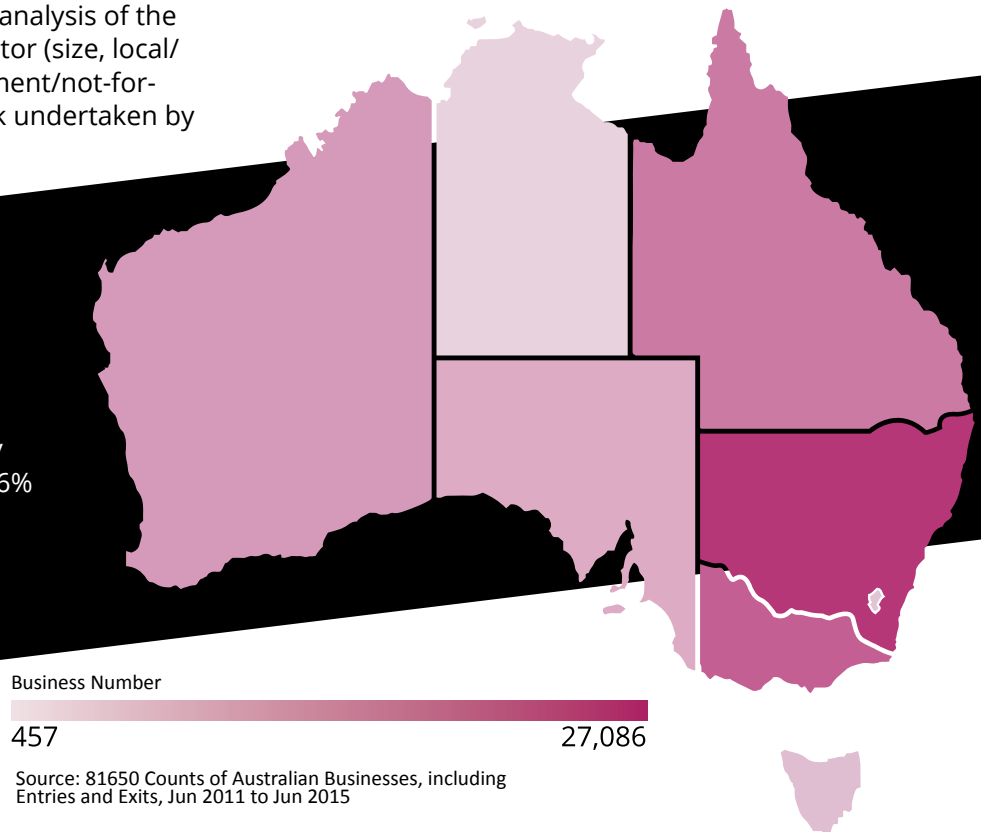 analysis of the
tor (size, local/
nent/not-for-
k undertaken by
6%
Business Number
457
27,086
Source: 81650 Counts of Australian Businesses, including
Entries and Exits, Jun 2011 to Jun 2015